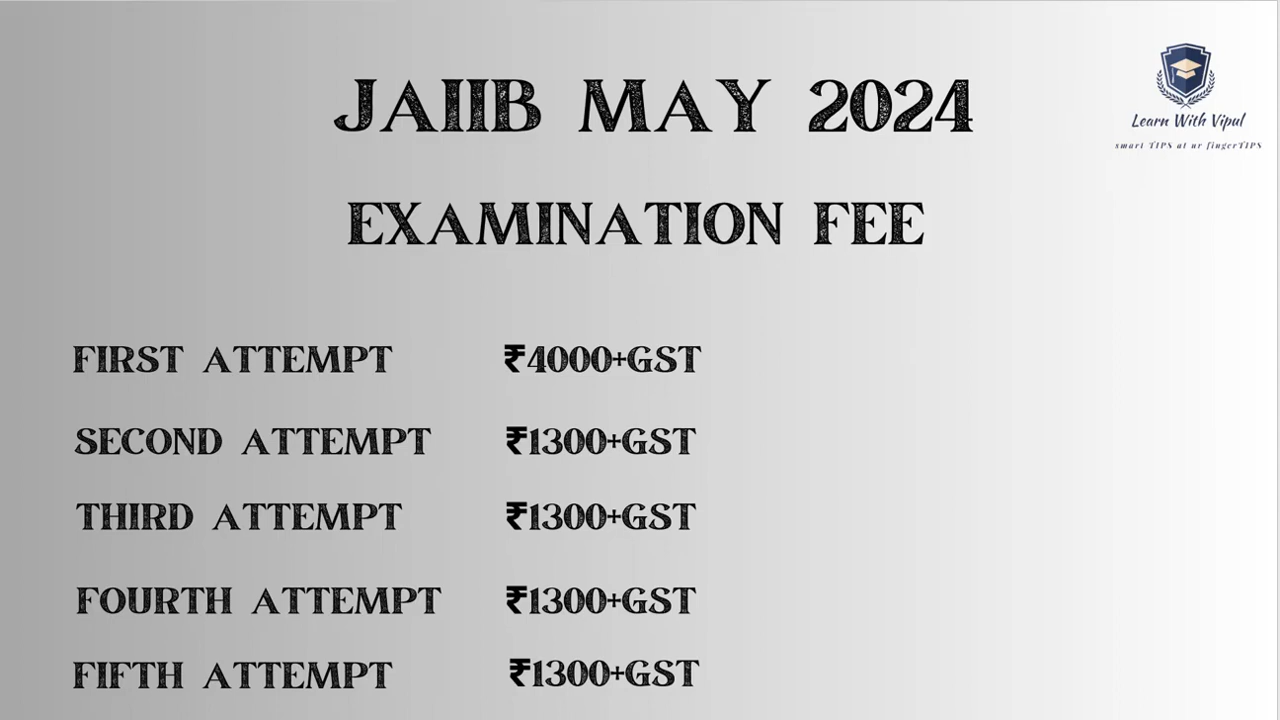 JAIIB MAY 2024
Learn With Vipul
smart TIPS at ur fingerTIPS
EXAMINATION FEE
FIRST ATTEMPT ₹4000+GST
SECOND ATTEMPT ₹1300+GST
THIRD ATTEMPT ₹1300+GST
FOURTH ATTEMPT ₹1300+GST
FIFTH ATTEMPT ₹1300+GST